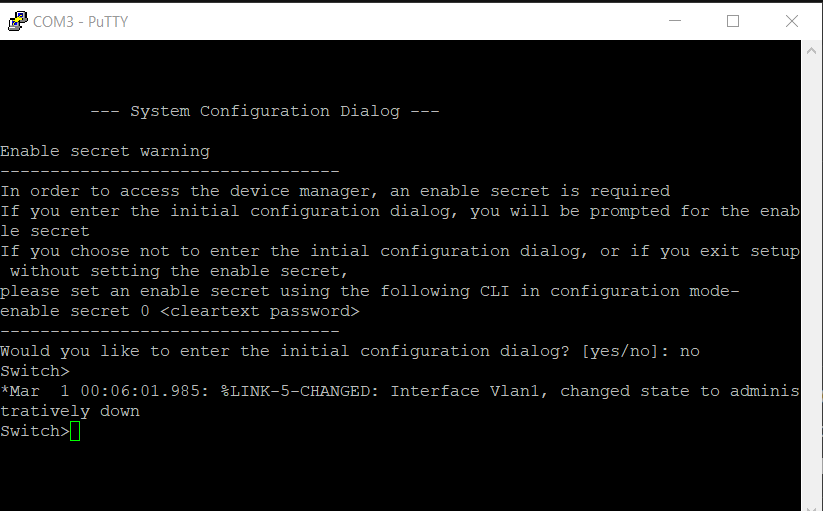 COM3 - PuTTY
--- System Configuration Dialog ---
Enable secret warning
----------------------------------
In order to access the device manager, an enable secret is required
If you enter the initial configuration dialog, you will be prompted for the enab
le secret
If you choose not to enter the intial configuration dialog, or if you exit setup
 without setting the enable secret,
please set an enable secret using the following CLI in configuration mode-
enable secret 0 <cleartext password>
----------------------------------
Would you like to enter the initial configuration dialog? [yes/no]: no
Switch>
*Mar  1 00:06:01.985: %LINK-5-CHANGED: Interface Vlan1, changed state to adminis
tratively down
Switch>